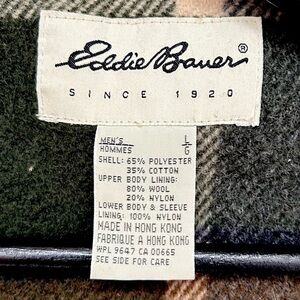 Eddie Bauer®
SINCE 1920
MEN'S L
HOMMES G
SHELL: 65% POLYESTER
35% COTTON
UPPER BODY LINING:
80% WOOL
20% NYLON
LOWER BODY & SLEEVE
LINING: 100% NYLON
MADE IN HONG KONG
FABRIQUE A HONG KONG
WPL 9647 CA 00665
SEE SIDE FOR CARE